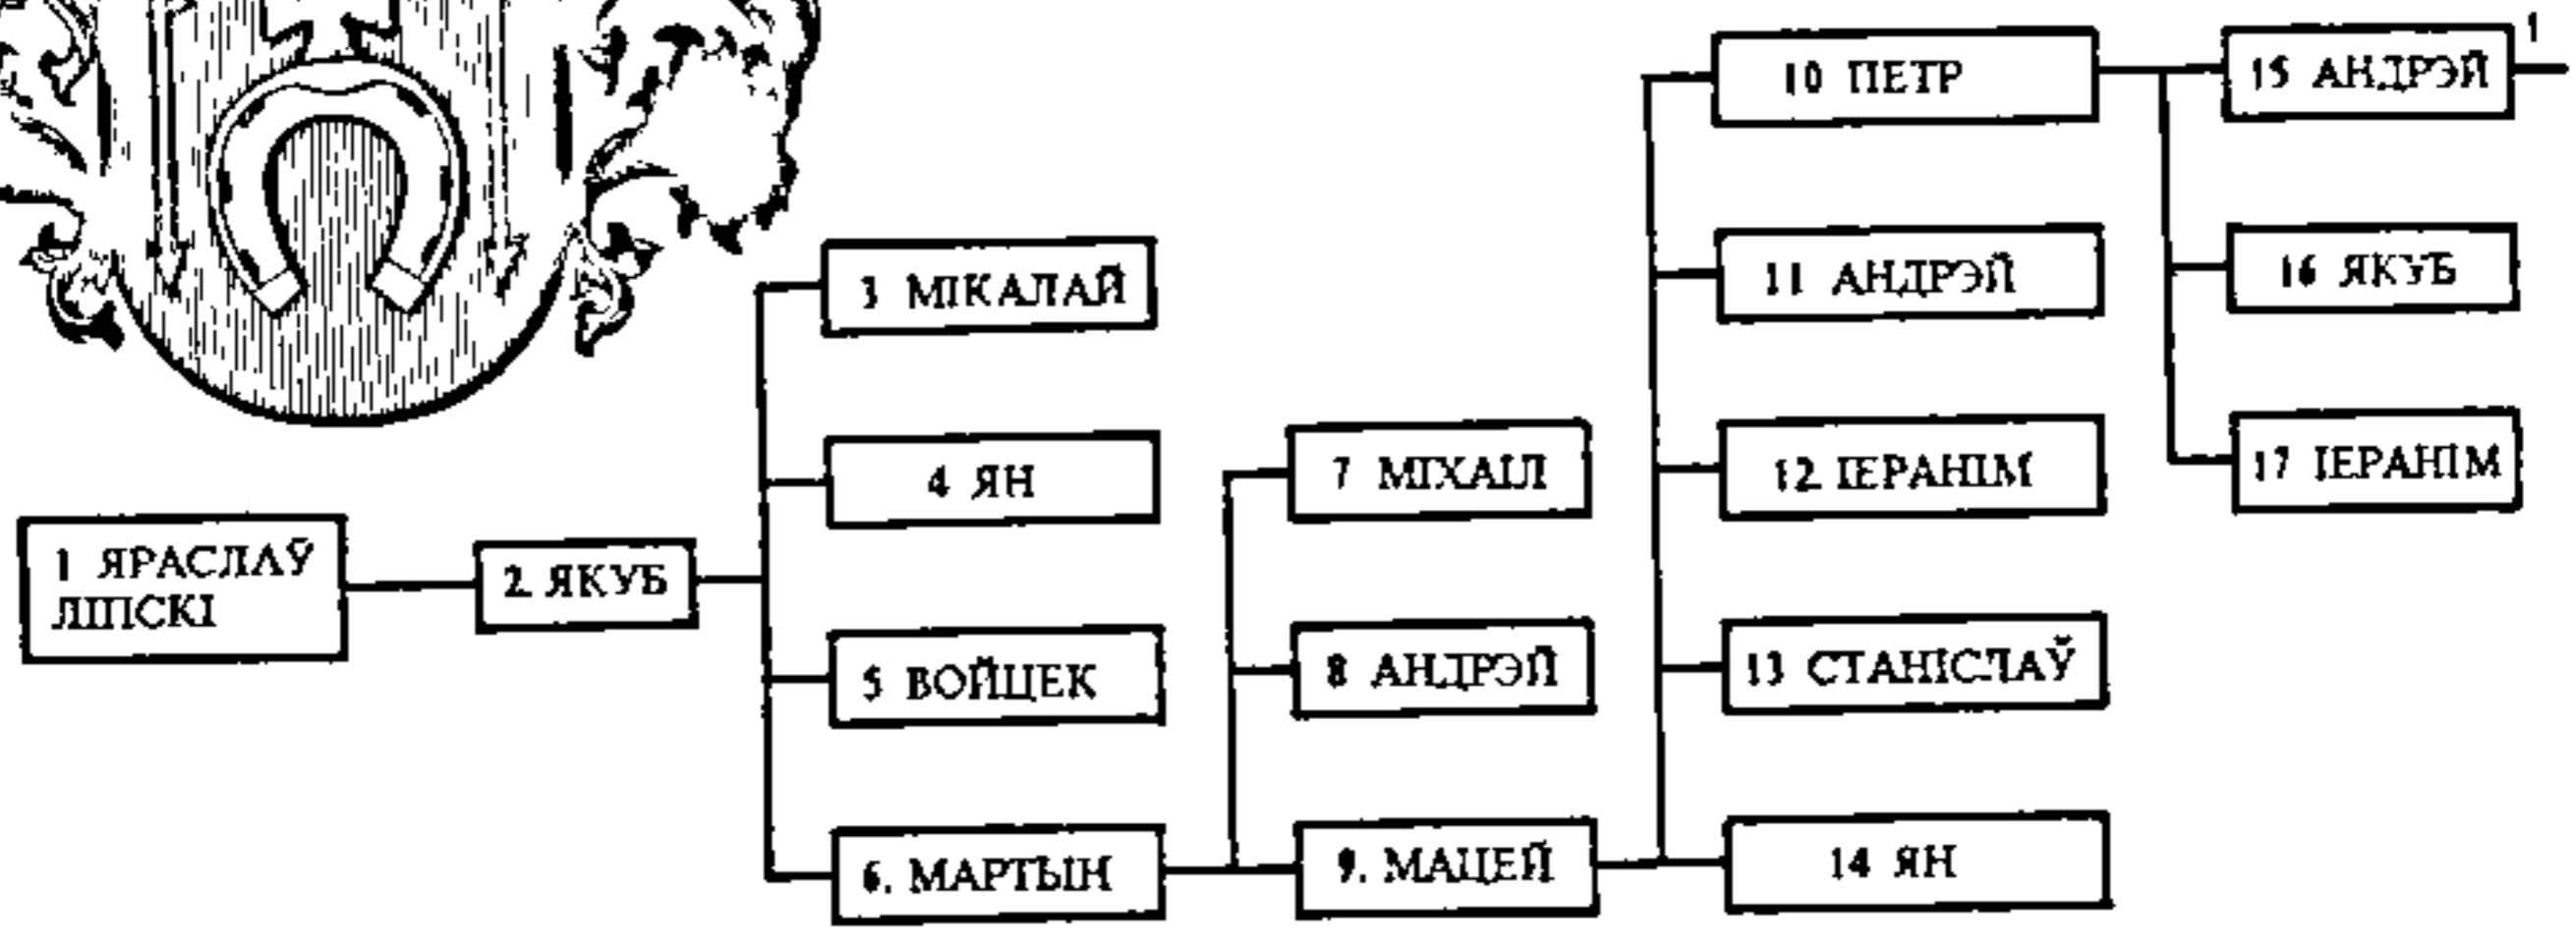 1 ЯРАСЛАЎ
ЛІПСКІ
2. ЯКУБ
3 МІКАЛАЙ
4 ЯН
5 ВОЙЦЕК
6. МАРТЫН
7 МІХАІЛ
8 АНДРЭЙ
9. МАЦЕЙ
10 ПЕТР
11 АНДРЭЙ
12. ІЕРАНІМ
13 СТАНІСЛАЎ
14 ЯН
15 АНДРЭЙ
1
16 ЯКУБ
17 ІЕРАНІМ